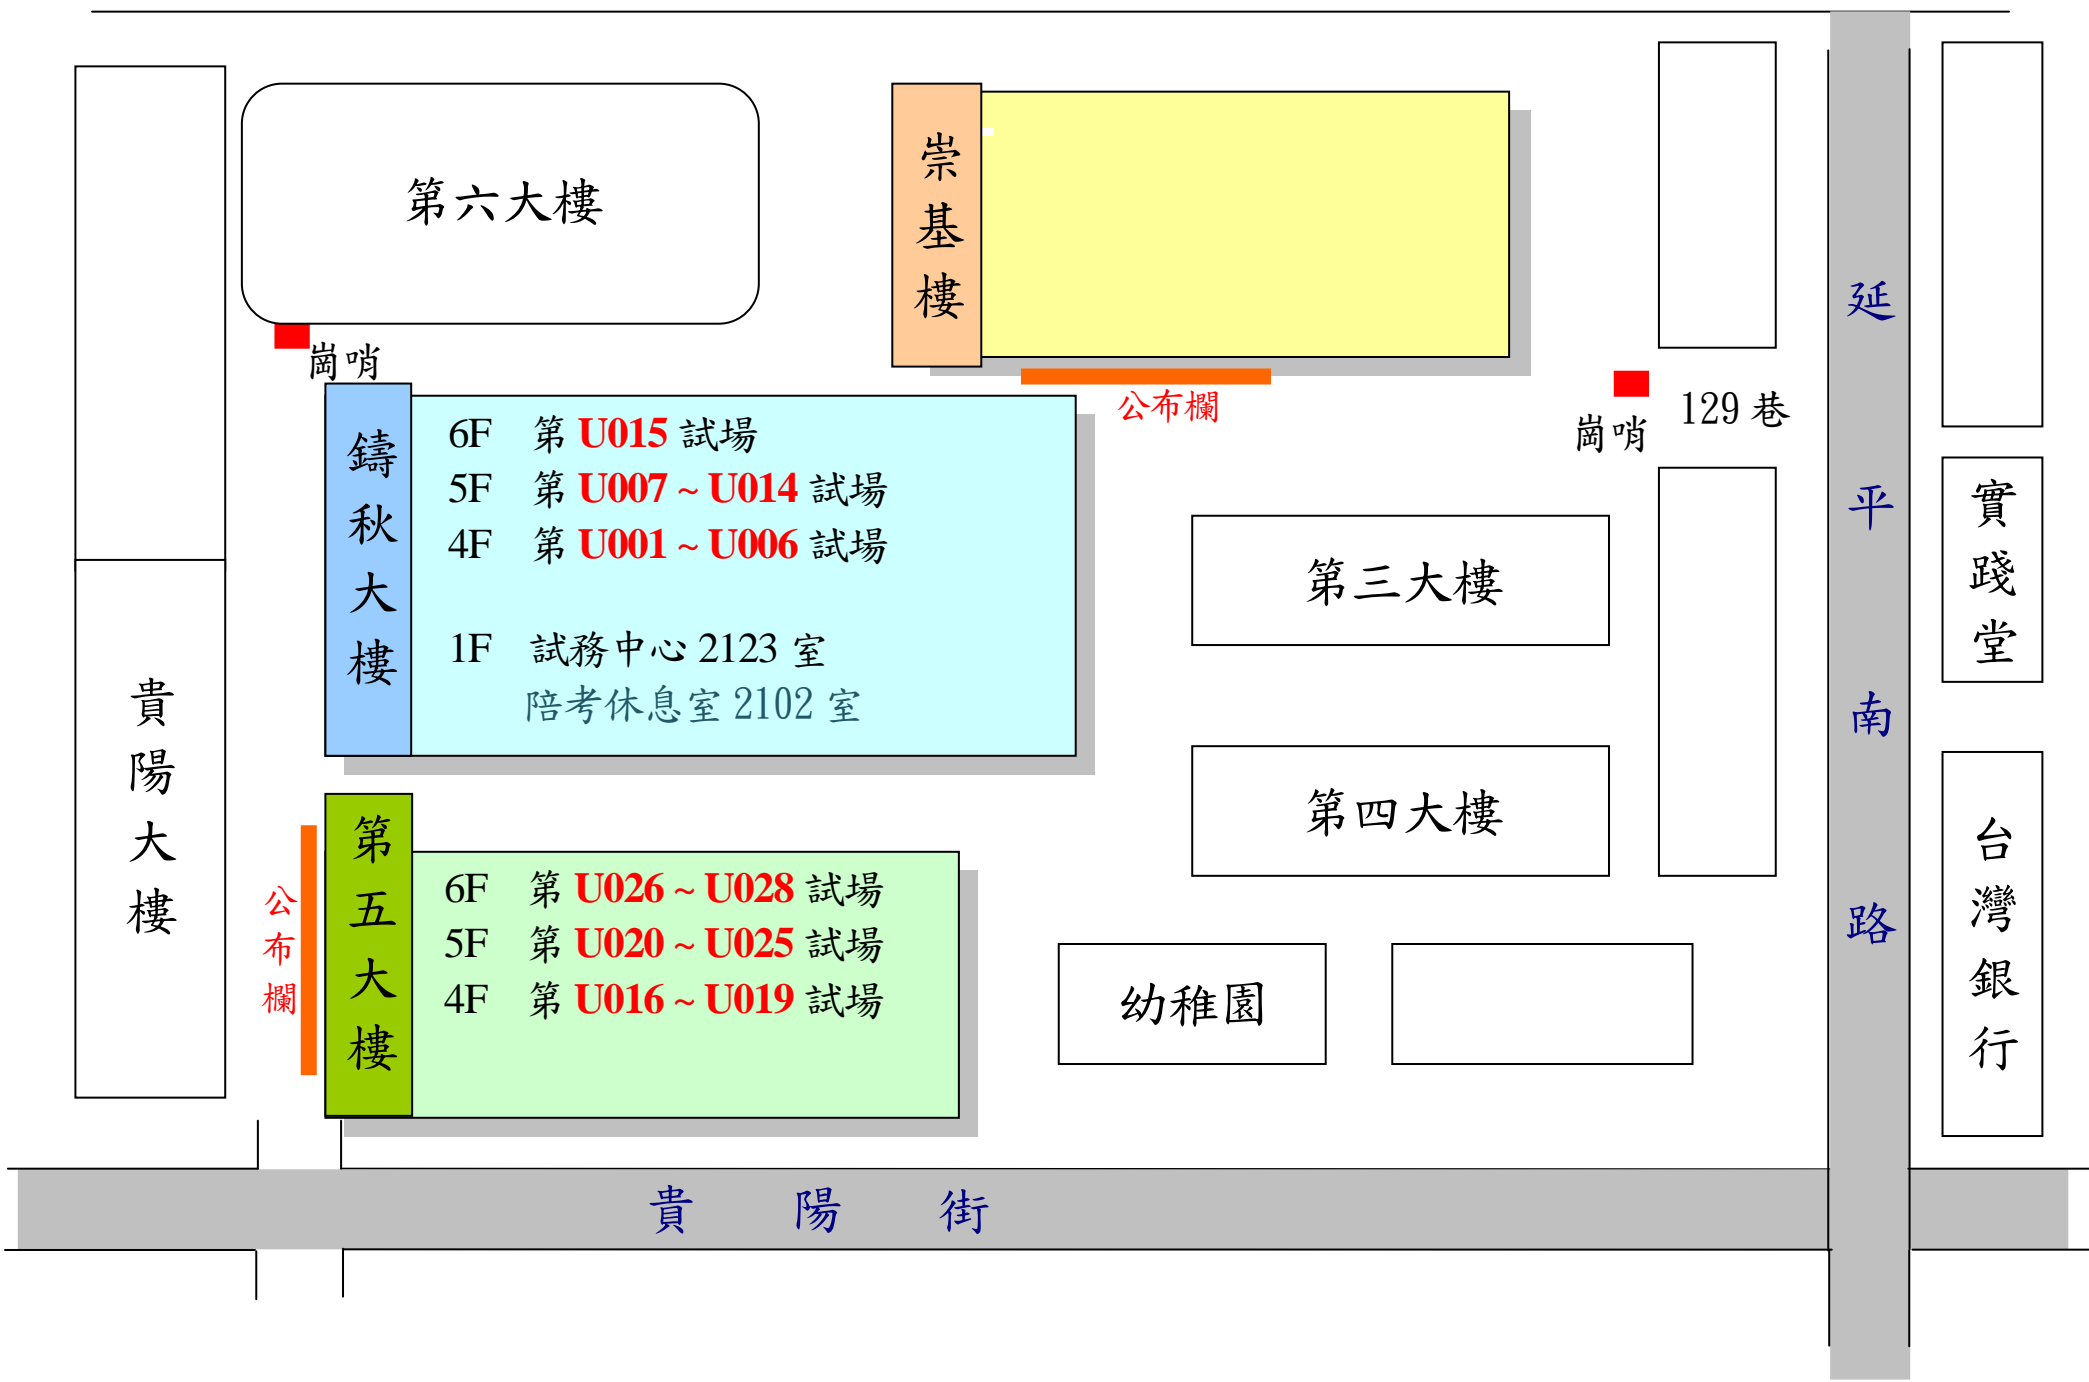 第六大樓
崇基樓
崗哨
公布欄
崗哨
129 巷
鑄秋大樓
6F 第 U015 試場
5F 第 U007 ~ U014 試場
4F 第 U001 ~ U006 試場
1F 試務中心 2123 室
陪考休息室 2102 室
第三大樓
第四大樓
貴陽大樓
公布欄
第五大樓
6F 第 U026 ~ U028 試場
5F 第 U020 ~ U025 試場
4F 第 U016 ~ U019 試場
幼稚園
延平南路
實踐堂
台灣銀行
貴陽街